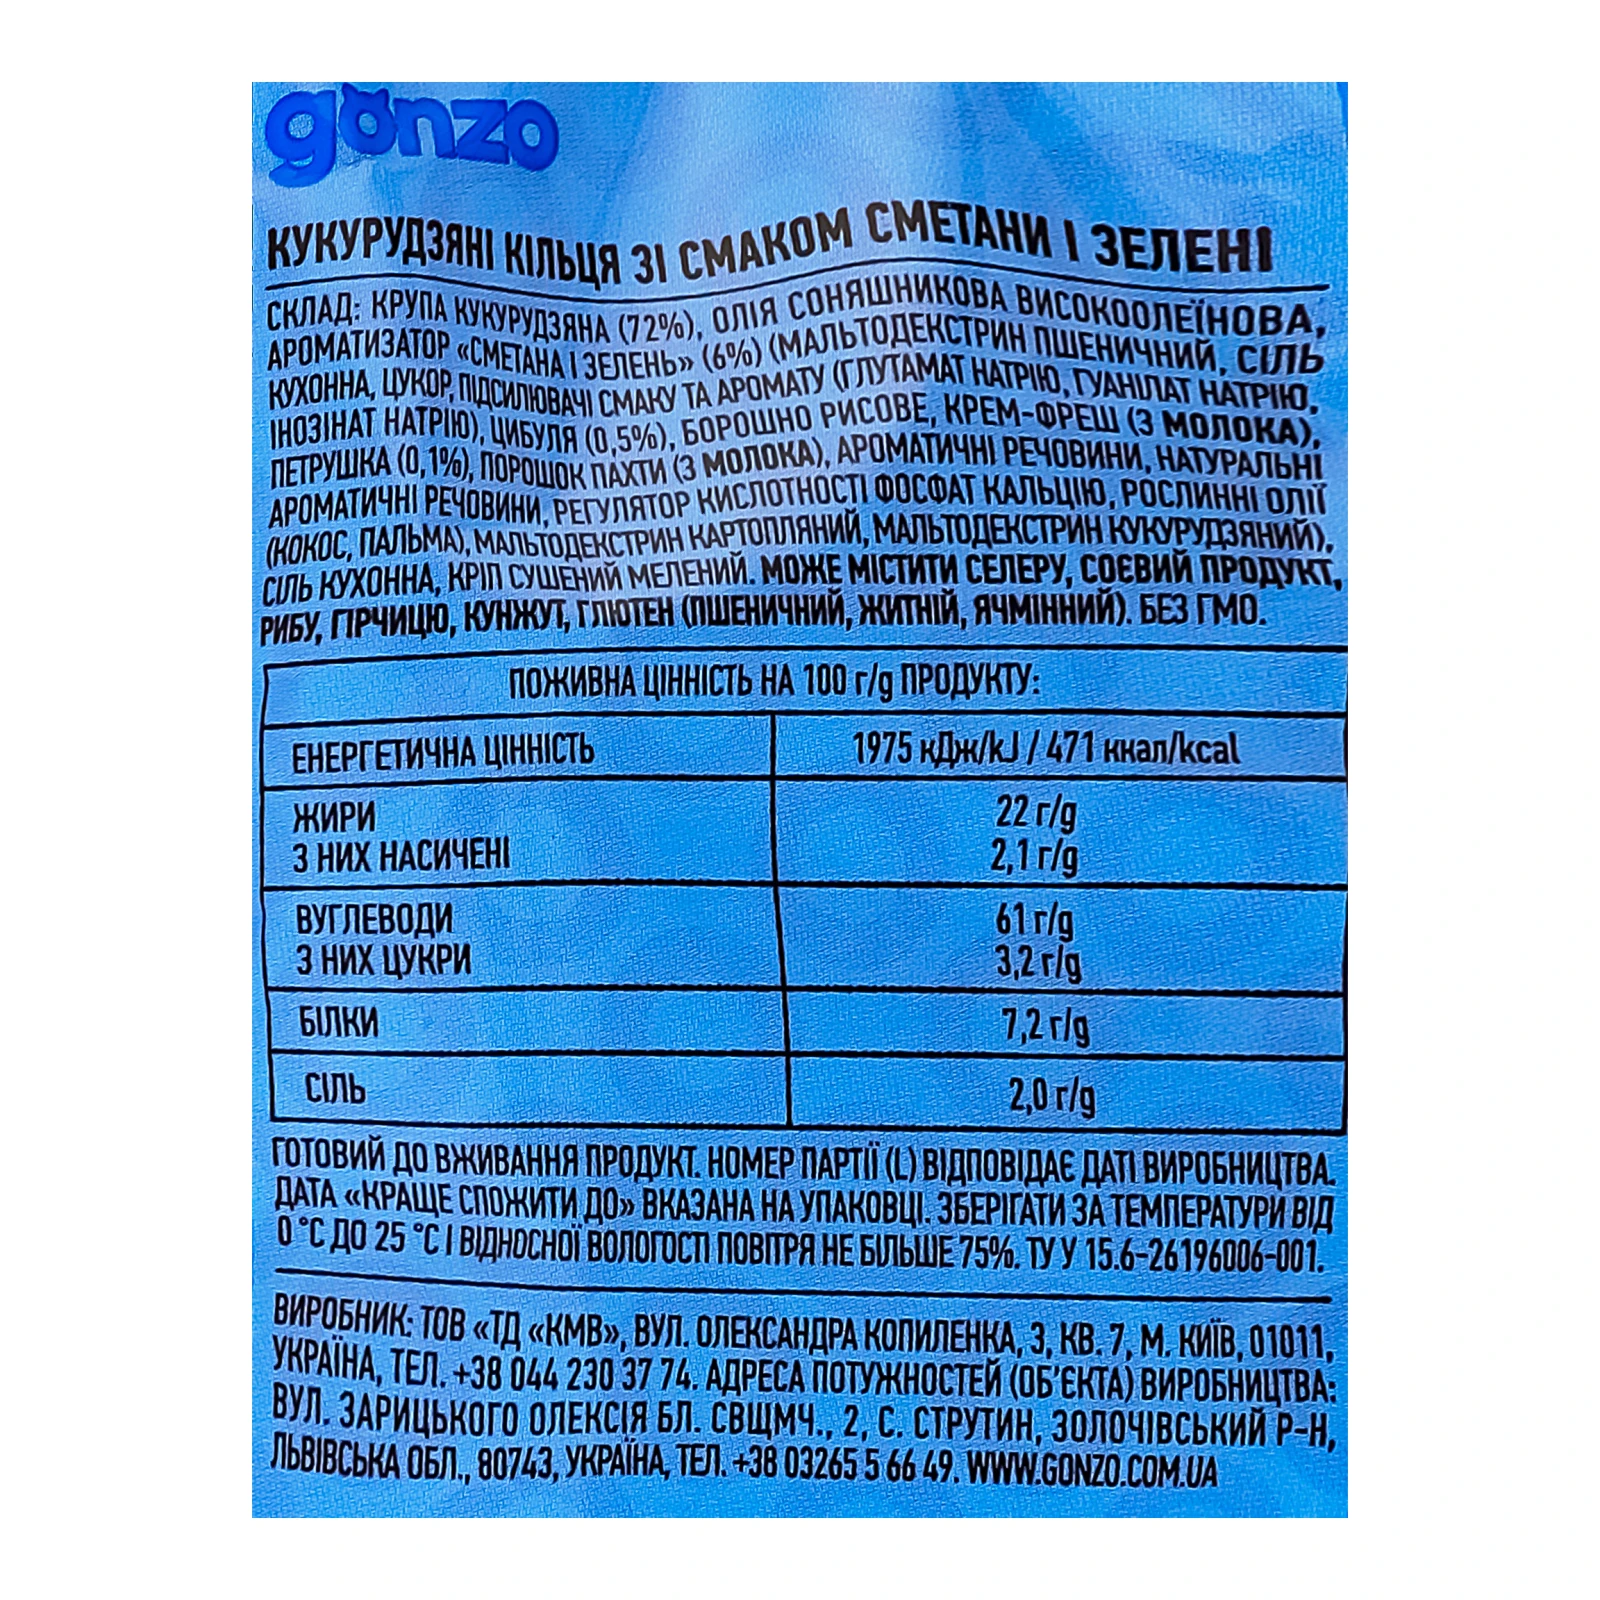 gonzo
КУКУРУДЗЯНІ КІЛЬЦЯ ЗІ СМАКОМ СМЕТАНИ І ЗЕЛЕНІ
СКЛАД: КРУПА КУКУРУДЗЯНА (72%), ОЛІЯ СОНЯШНИКОВА ВИСОКООЛЕЇНОВА,
АРОМАТИЗАТОР «СМЕТАНА І ЗЕЛЕНЬ» (6%) (МАЛЬТОДЕКСТРИН ПШЕНИЧНИЙ, СІЛЬ
КУХОННА, ЦУКОР, ПІДСИЛЮВАЧІ СМАКУ ТА АРОМАТУ (ГЛУТАМАТ НАТРІЮ, ГУАНІЛАТ НАТРІЮ,
ІНОЗІНАТ НАТРІЮ), ЦИБУЛЯ (0,5%), БОРОШНО РИСОВЕ, КРЕМ-ФРЕШ (З МОЛОКА),
ПЕТРУШКА (0,1%), ПОРОШОК ПАХТИ (З МОЛОКА), АРОМАТИЧНІ РЕЧОВИНИ, НАТУРАЛЬНІ
АРОМАТИЧНІ РЕЧОВИНИ, РЕГУЛЯТОР КИСЛОТНОСТІ ФОСФАТ КАЛЬЦІЮ, РОСЛИННІ ОЛІЇ
(КОКОС, ПАЛЬМА), МАЛЬТОДЕКСТРИН КАРТОПЛЯНИЙ, МАЛЬТОДЕКСТРИН КУКУРУДЗЯНИЙ),
СІЛЬ КУХОННА, КРІП СУШЕНИЙ МЕЛЕНИЙ. МОЖЕ МІСТИТИ СЕЛЕРУ, СОЄВИЙ ПРОДУКТ,
РИБУ, ГІРЧИЦЮ, КУНЖУТ, ГЛЮТЕН (ПШЕНИЧНИЙ, ЖИТНІЙ, ЯЧМІННИЙ). БЕЗ ГМО.
ПОЖИВНА ЦІННІСТЬ НА 100 г/g ПРОДУКТУ:
ЕНЕРГЕТИЧНА ЦІННІСТЬ 1975 кДж/kJ / 471 ккал/kcal
ЖИРИ 22 г/g
З НИХ НАСИЧЕНІ 2,1 г/g
ВУГЛЕВОДИ 61 г/g
З НИХ ЦУКРИ 3,2 г/g
БІЛКИ 7,2 г/g
СІЛЬ 2,0 г/g
ГОТОВИЙ ДО ВЖИВАННЯ ПРОДУКТ. НОМЕР ПАРТІЇ (L) ВІДПОВІДАЄ ДАТІ ВИРОБНИЦТВА.
ДАТА «КРАЩЕ СПОЖИТИ ДО» ВКАЗАНА НА УПАКОВЦІ. ЗБЕРІГАТИ ЗА ТЕМПЕРАТУРИ ВІД
0 °С ДО 25 °С І ВІДНОСНОЇ ВОЛОГОСТІ ПОВІТРЯ НЕ БІЛЬШЕ 75%. ТУ У 15.6-26196006-001.
ВИРОБНИК: ТОВ «ТД «КМВ», ВУЛ. ОЛЕКСАНДРА КОПИЛЕНКА, 3, КВ. 7, М. КИЇВ, 01011,
УКРАЇНА, ТЕЛ. +38 044 230 37 74. АДРЕСА ПОТУЖНОСТЕЙ (ОБ'ЄКТА) ВИРОБНИЦТВА:
ВУЛ. ЗАРИЦЬКОГО ОЛЕКСІЯ БЛ. СВЩМЧ., 2, С. СТРУТИН, ЗОЛОЧІВСЬКИЙ Р-Н,
ЛЬВІВСЬКА ОБЛ., 80743, УКРАЇНА, ТЕЛ. +38 03265 5 66 49. WWW.GONZO.COM.UA